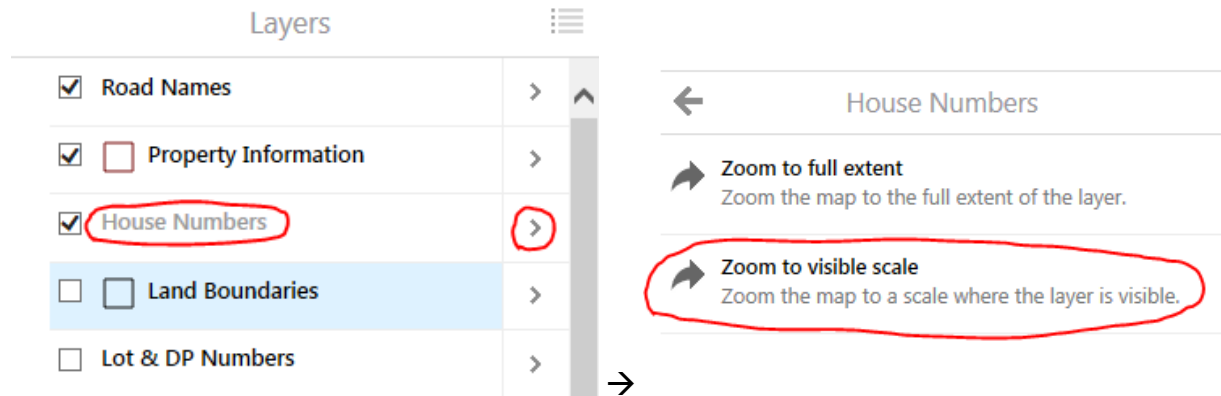 Layers
Road Names
Property Information
House Numbers
Land Boundaries
Lot & DP Numbers
House Numbers
Zoom to full extent
Zoom the map to the full extent of the layer.
Zoom to visible scale
Zoom the map to a scale where the layer is visible.